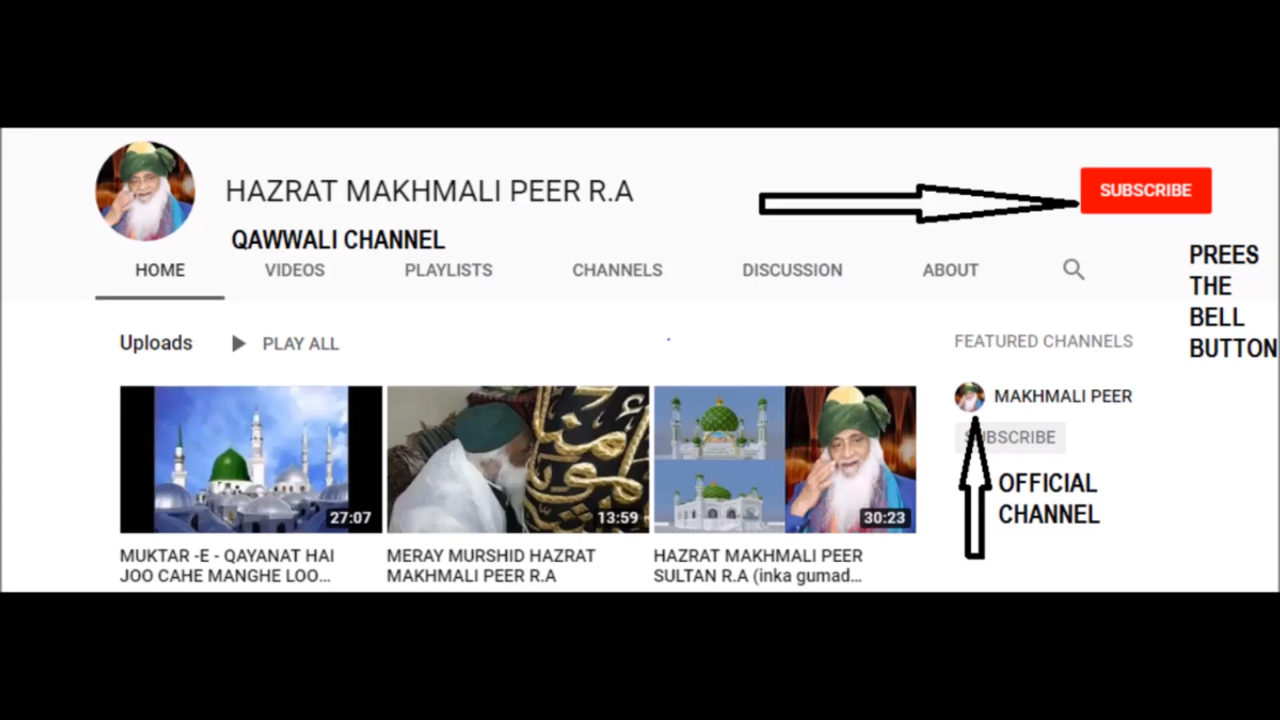 HAZRAT MAKHMALI PEER R.A
SUBSCRIBE
QAWWALI CHANNEL
HOME VIDEOS PLAYLISTS CHANNELS DISCUSSION ABOUT
PREES
THE
BELL
BUTTON
Uploads PLAY ALL
FEATURED CHANNELS
27:07
13:59
30:23
MUKTAR -E - QAYANAT HAI
JOO CAHE MANGHE LOO...
MERAY MURSHID HAZRAT
MAKHMALI PEER R.A
HAZRAT MAKHMALI PEER
SULTAN R.A (inka gumad...
MAKHMALI PEER
SUBSCRIBE
OFFICIAL
CHANNEL